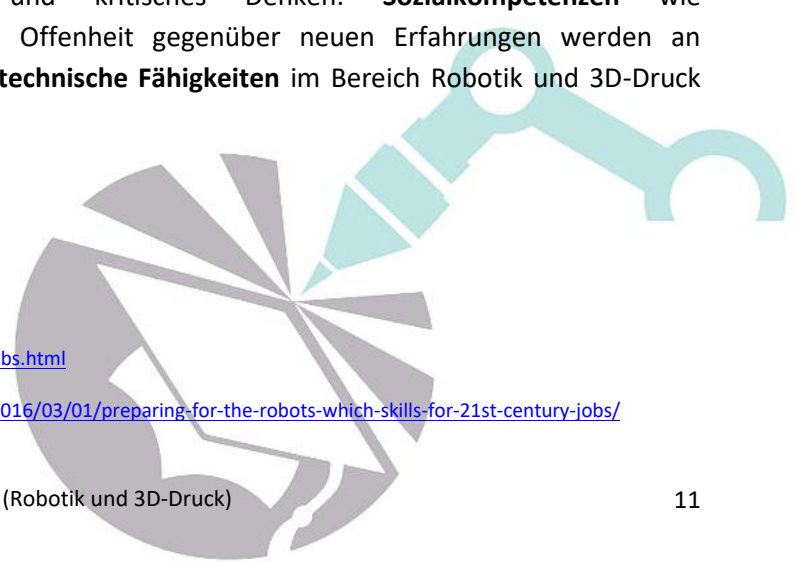 und kritisches Denken. Sozialkompetenzen wie
Offenheit gegenüber neuen Erfahrungen werden an
technische Fähigkeiten im Bereich Robotik und 3D-Druck
bs.html
016/03/01/preparing-for-the-robots-which-skills-for-21st-century-jobs/
(Robotik und 3D-Druck) 11